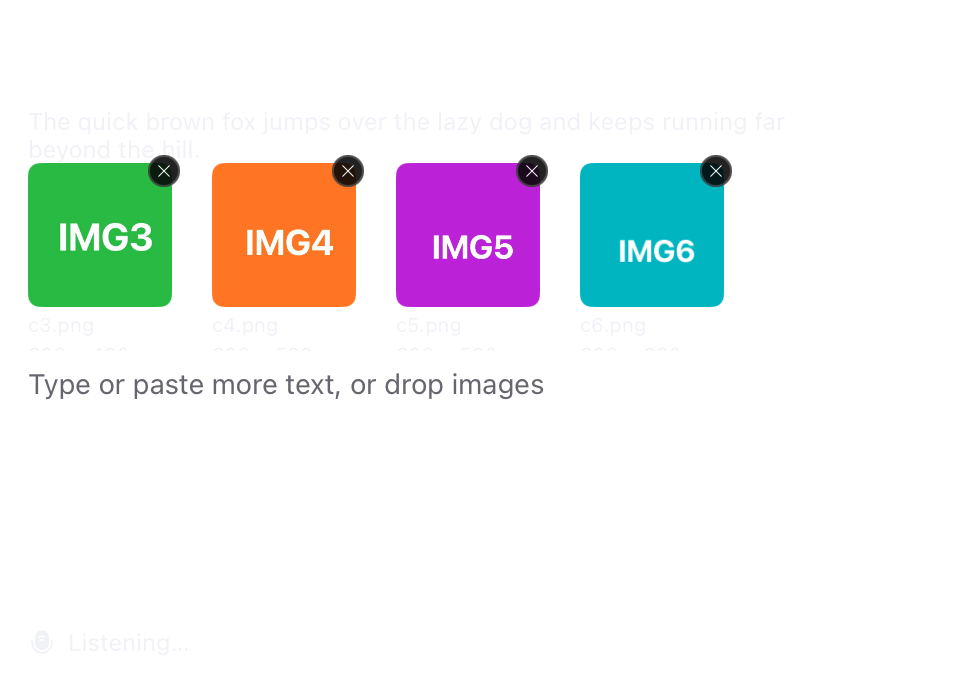 The quick brown fox jumps over the lazy dog and keeps running far
beyond the hill.
IMG3 IMG4 IMG5 IMG6
c3.png c4.png c5.png c6.png
Type or paste more text, or drop images
Listening...